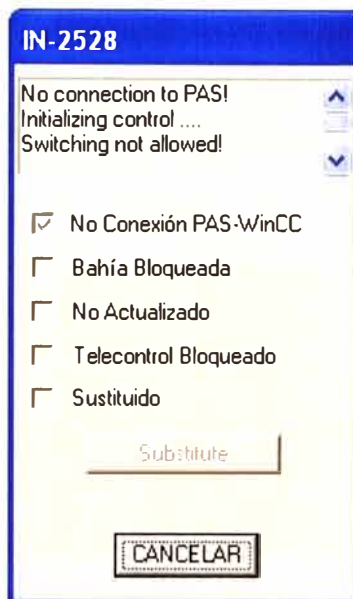 IN-2528
No connection to PAS!
Initializing control ....
Switching not allowed!
No Conexión PAS-WinCC
Bahía Bloqueada
No Actualizado
Telecontrol Bloqueado
Sustituido
Substitute
CANCELAR